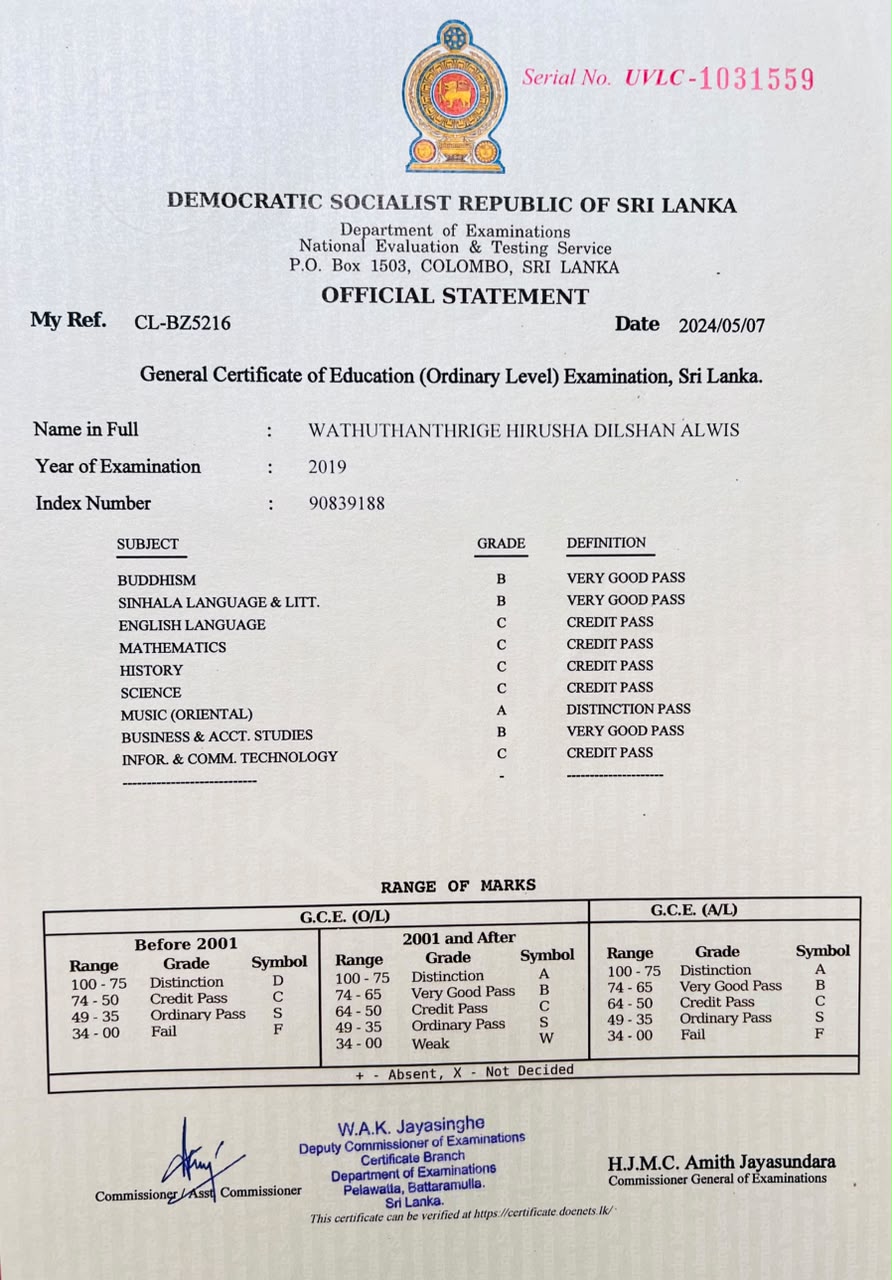 Serial No. UVLC-1031559
DEMOCRATIC SOCIALIST REPUBLIC OF SRI LANKA
Department of Examinations
National Evaluation & Testing Service
P.O. Box 1503, COLOMBO, SRI LANKA
OFFICIAL STATEMENT
My Ref. CL-BZ5216 Date 2024/05/07
General Certificate of Education (Ordinary Level) Examination, Sri Lanka.
Name in Full : WATHUTHANTHRIGE HIRUSHA DILSHAN ALWIS
Year of Examination : 2019
Index Number : 90839188
SUBJECT GRADE DEFINITION
BUDDHISM B VERY GOOD PASS
SINHALA LANGUAGE & LITT. B VERY GOOD PASS
ENGLISH LANGUAGE C CREDIT PASS
MATHEMATICS C CREDIT PASS
HISTORY C CREDIT PASS
SCIENCE C CREDIT PASS
MUSIC (ORIENTAL) A DISTINCTION PASS
BUSINESS & ACCT. STUDIES B VERY GOOD PASS
INFOR. & COMM. TECHNOLOGY C CREDIT PASS
--------------------------- - -------------------
RANGE OF MARKS
G.C.E. (O/L) G.C.E. (A/L)
Before 2001 2001 and After
Range Grade Symbol Range Grade Symbol Range Grade Symbol
100 - 75 Distinction D 100 - 75 Distinction A 100 - 75 Distinction A
74 - 50 Credit Pass C 74 - 65 Very Good Pass B 74 - 65 Very Good Pass B
49 - 35 Ordinary Pass S 64 - 50 Credit Pass C 64 - 50 Credit Pass C
34 - 00 Fail F 49 - 35 Ordinary Pass S 49 - 35 Ordinary Pass S
34 - 00 Weak W 34 - 00 Fail F
+ - Absent, X - Not Decided
W.A.K. Jayasinghe
Deputy Commissioner of Examinations
Certificate Branch
Department of Examinations
Pelawatta, Battaramulla.
Sri Lanka.
Commissioner / Asst Commissioner
H.J.M.C. Amith Jayasundara
Commissioner General of Examinations
This certificate can be verified at https://certificate.doenets.lk/